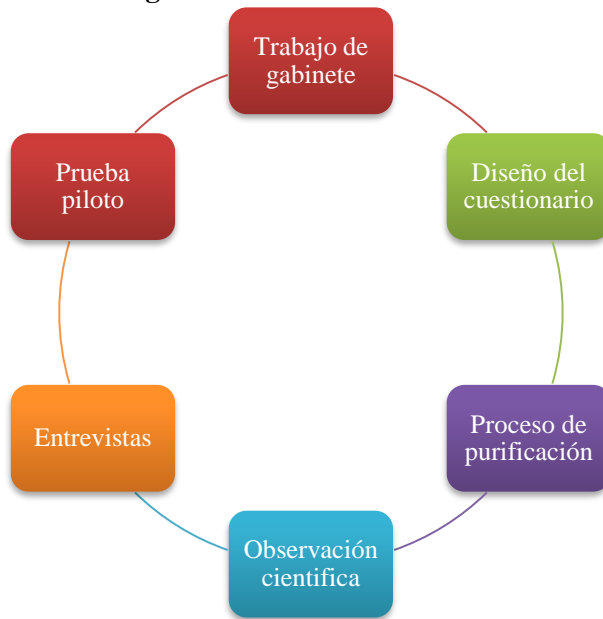 Trabajo de
gabinete
Diseño del
cuestionario
Proceso de
purificación
Observación
cientifica
Entrevistas
Prueba
piloto